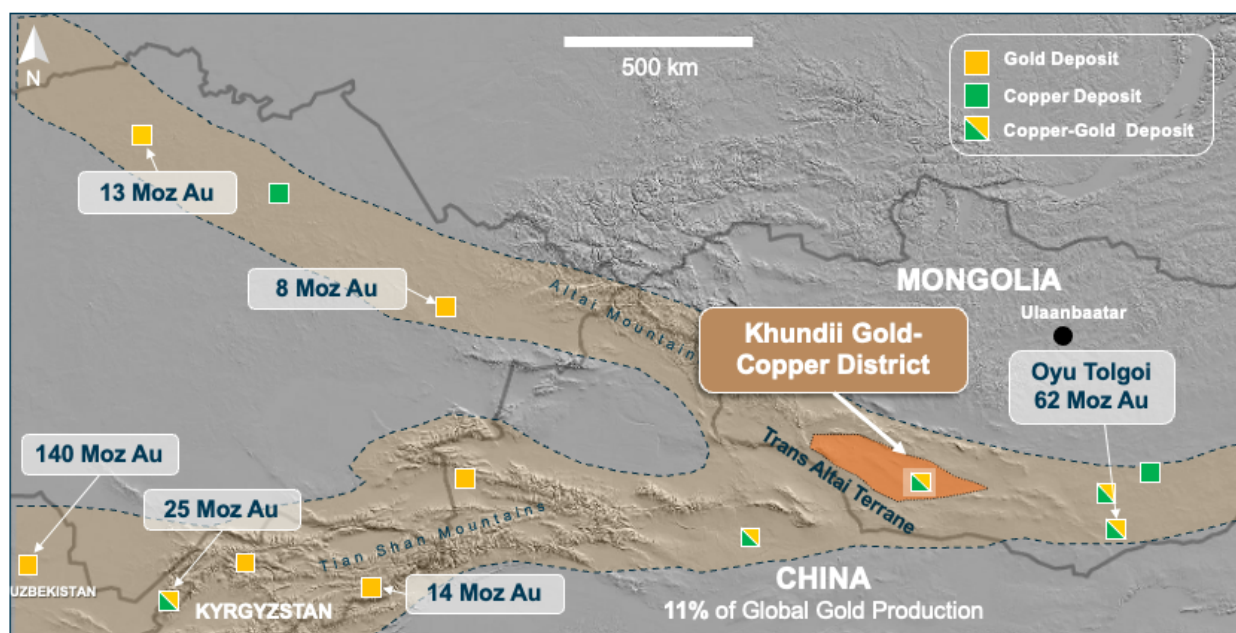 N
500 km
Gold Deposit
Copper Deposit
Copper-Gold Deposit
13 Moz Au
8 Moz Au
Altai Mountain
MONGOLIA
Ulaanbaatar
Khundii Gold-
Copper District
Oyu Tolgoi
62 Moz Au
140 Moz Au
25 Moz Au
Trans Altai Terrane
Tian Shan Mountains
UZBEKISTAN
KYRGYZSTAN
14 Moz Au
CHINA
11% of Global Gold Production